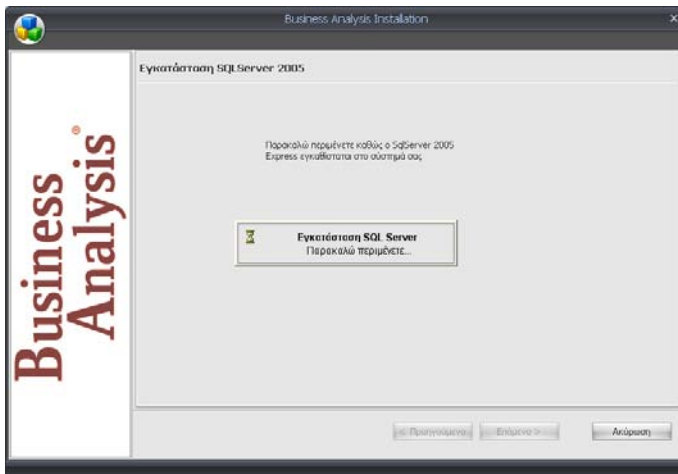 Business Analysis Installation
Εγκατάσταση SQLServer 2005
Παρακαλώ περιμένετε καθώς ο SqlServer 2005
Express εγκαθίσταται στο σύστημά σας
Εγκατάσταση SQL Server
Παρακαλώ περιμένετε...
Business
Analysis®
< Προηγούμενο
Επόμενο >
Ακύρωση